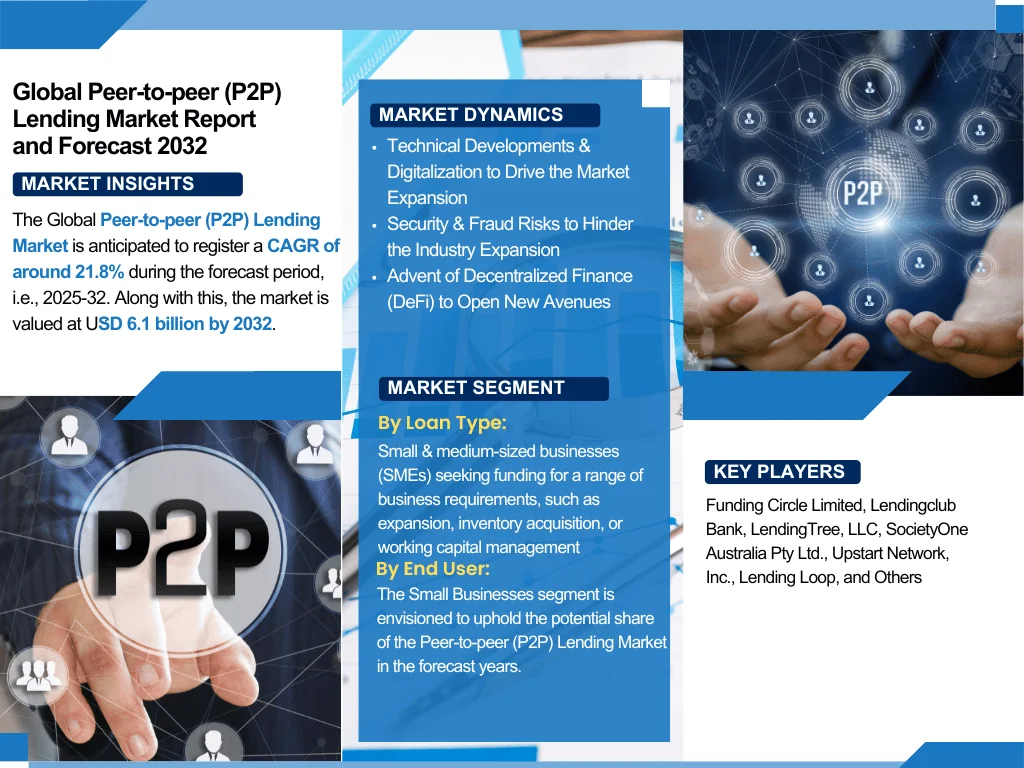 Global Peer-to-peer (P2P)
Lending Market Report
and Forecast 2032
MARKET INSIGHTS
The Global Peer-to-peer (P2P) Lending
Market is anticipated to register a CAGR of
around 21.8% during the forecast period,
i.e., 2025-32. Along with this, the market is
valued at USD 6.1 billion by 2032.
P2P
MARKET DYNAMICS
• Technical Developments &
Digitalization to Drive the Market
Expansion
• Security & Fraud Risks to Hinder
the Industry Expansion
• Advent of Decentralized Finance
(DeFi) to Open New Avenues
MARKET SEGMENT
By Loan Type:
Small & medium-sized businesses
(SMEs) seeking funding for a range of
business requirements, such as
expansion, inventory acquisition, or
working capital management
By End User:
The Small Businesses segment is
envisioned to uphold the potential share
of the Peer-to-peer (P2P) Lending Market
in the forecast years.
P2P
KEY PLAYERS
Funding Circle Limited, Lendingclub
Bank, LendingTree, LLC, SocietyOne
Australia Pty Ltd., Upstart Network,
Inc., Lending Loop, and Others